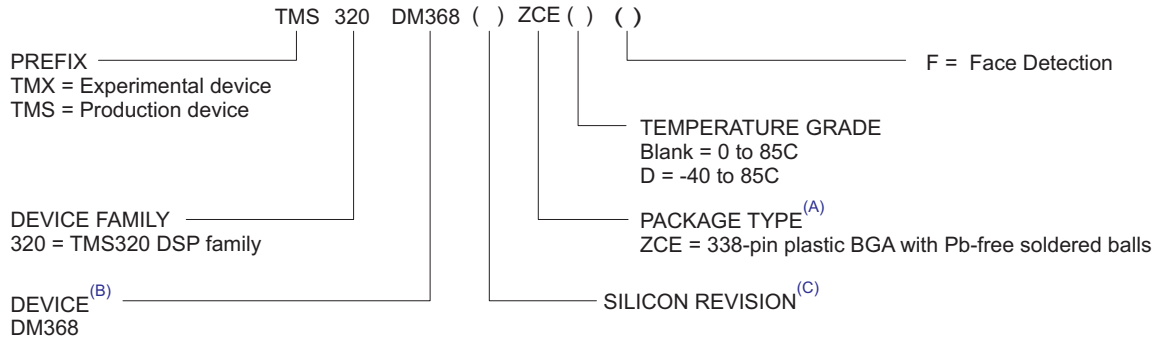 TMS 320 DM368 ( ) ZCE ( ) ( )
PREFIX
TMX = Experimental device
TMS = Production device
F = Face Detection
TEMPERATURE GRADE
Blank = 0 to 85C
D = -40 to 85C
DEVICE FAMILY
320 = TMS320 DSP family
PACKAGE TYPE(A)
ZCE = 338-pin plastic BGA with Pb-free soldered balls
DEVICE(B)
DM368
SILICON REVISION(C)